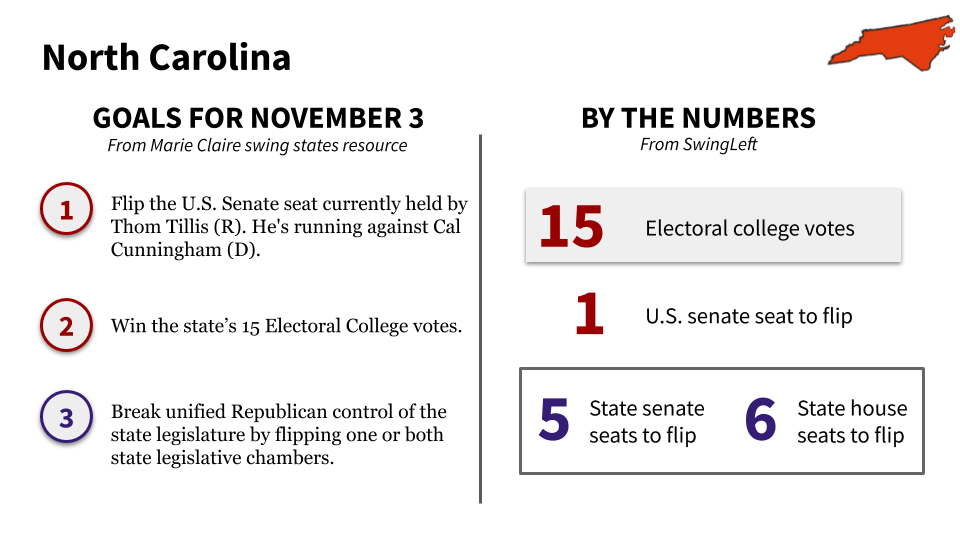 North Carolina
GOALS FOR NOVEMBER 3
From Marie Claire swing states resource
1
Flip the U.S. Senate seat currently held by
Thom Tillis (R). He's running against Cal
Cunningham (D).
2
Win the state’s 15 Electoral College votes.
3
Break unified Republican control of the
state legislature by flipping one or both
state legislative chambers.
BY THE NUMBERS
From SwingLeft
15
Electoral college votes
1
U.S. senate seat to flip
5
State senate
seats to flip
6
State house
seats to flip